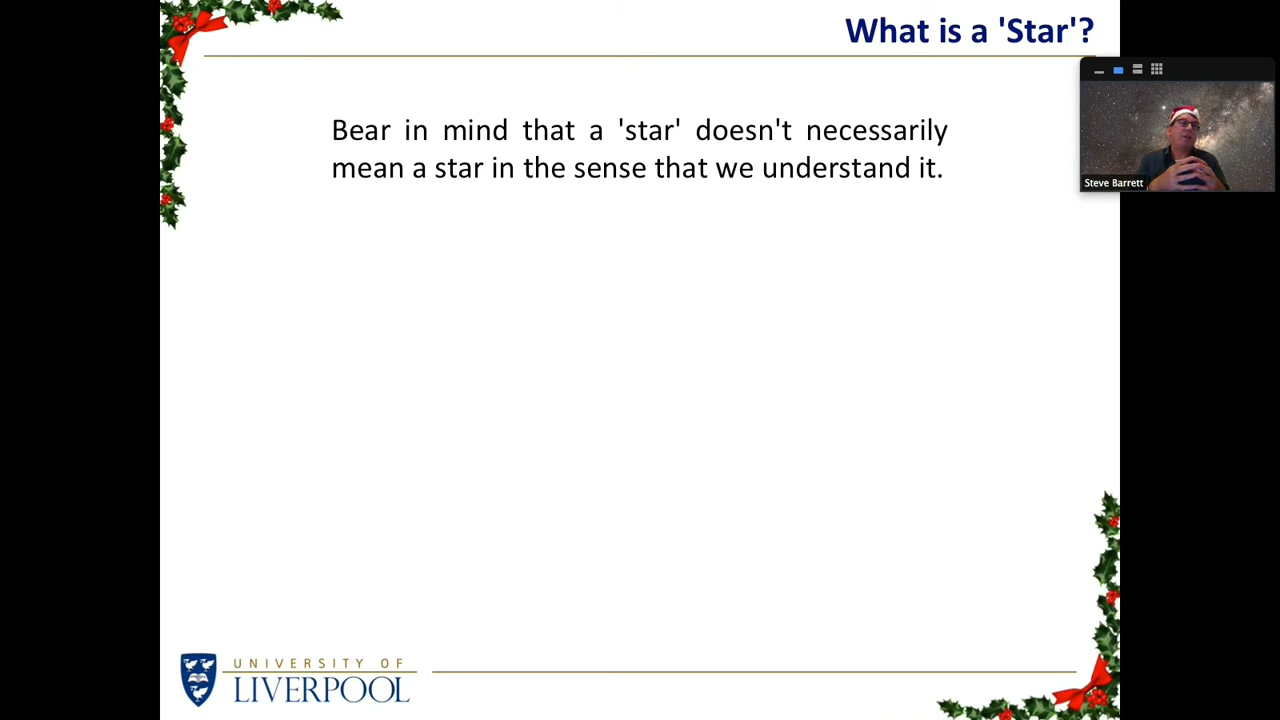 What is a 'Star'?
Bear in mind that a 'star' doesn't necessarily
mean a star in the sense that we understand it.
Steve Barrett
UNIVERSITY OF
LIVERPOOL